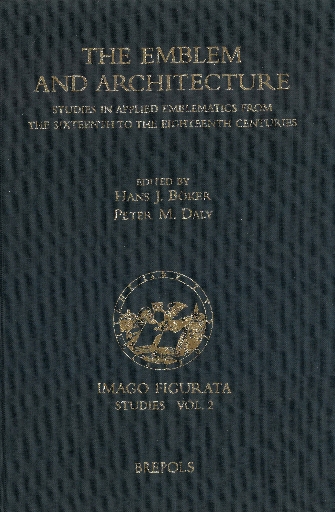 THE EMBLEM
AND ARCHITECTURE
STUDIES IN APPLIED EMBLEMATICS FROM
THE SIXTEENTH TO THE EIGHTEENTH CENTURIES
EDITED BY
HANS J. BÖKER
PETER M. DALY
IMAGO FIGURATA
STUDIES VOL. 2
BREPOLS